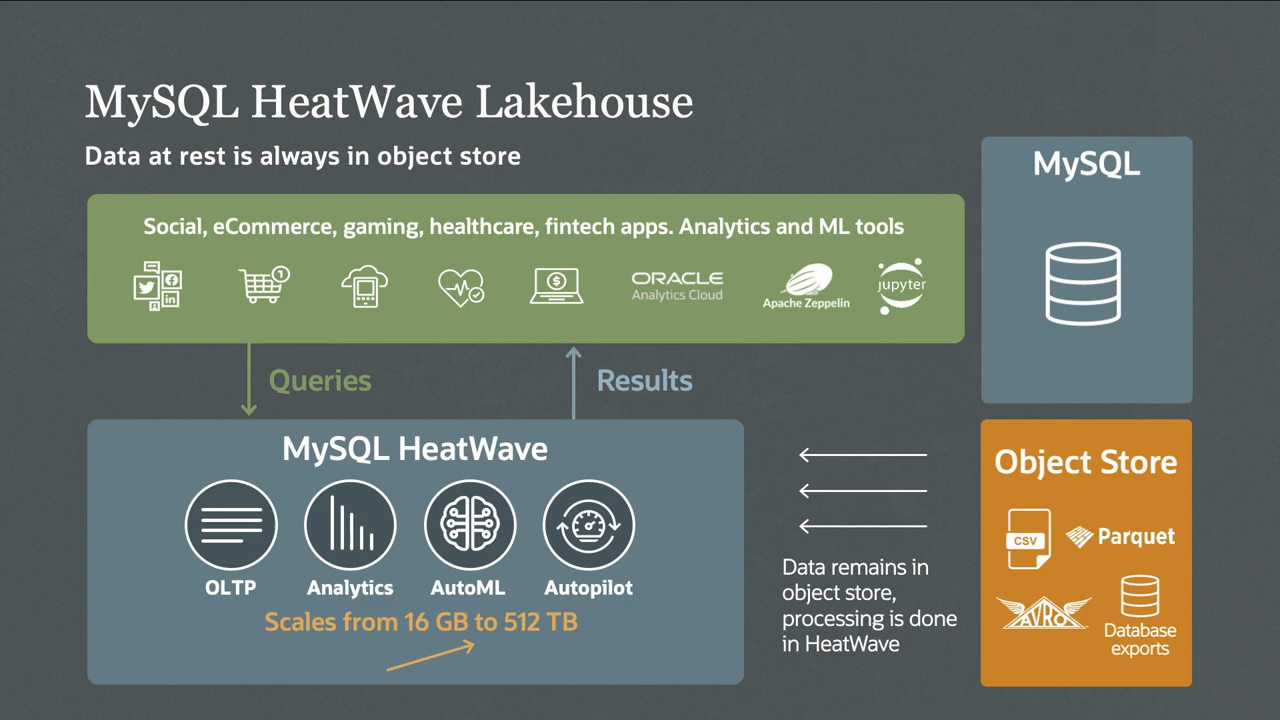 MySQL HeatWave Lakehouse
Data at rest is always in object store
Social, eCommerce, gaming, healthcare, fintech apps. Analytics and ML tools
1
$
in
ORACLE
Analytics Cloud
Apache Zeppelin
jupyter
MySQL
Queries
Results
MySQL HeatWave
OLTP
Analytics
AutoML
Autopilot
Scales from 16 GB to 512 TB
Data remains in
object store,
processing is done
in HeatWave
Object Store
CSV
Parquet
AVRO
Database
exports